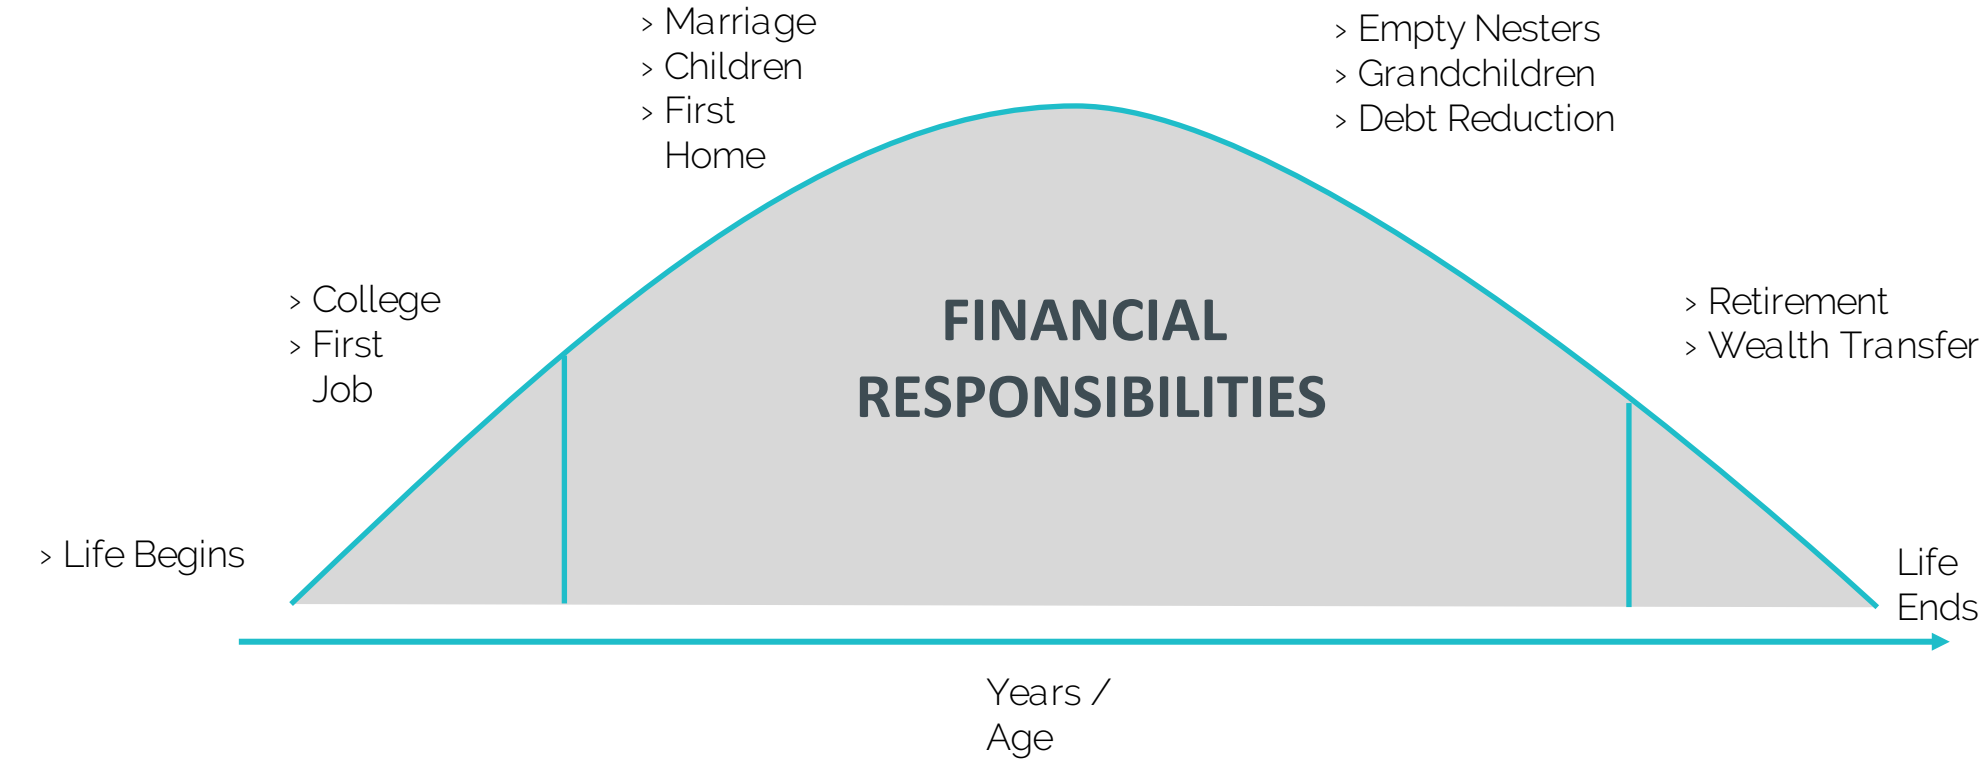 > Marriage
> Children
> First
Home
> Empty Nesters
> Grandchildren
> Debt Reduction
> College
> First
Job
FINANCIAL
RESPONSIBILITIES
> Retirement
> Wealth Transfer
> Life Begins
Life
Ends
Years /
Age